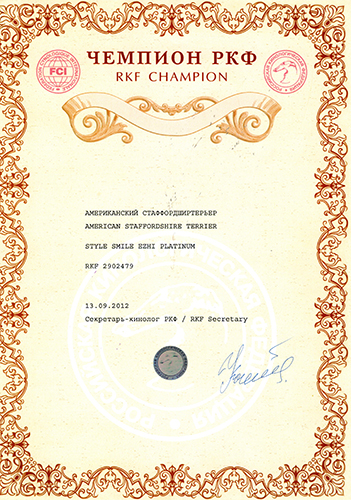 ЧЕМПИОН РКФ
RKF CHAMPION
FCI
АМЕРИКАНСКИЙ СТАФФОРДШИРТЕРЬЕР
AMERICAN STAFFORDSHIRE TERRIER
STYLE SMILE EZHI PLATINUM
RKF 2902479
13.09.2012
Секретарь-кинолог РКФ / RKF Secretary